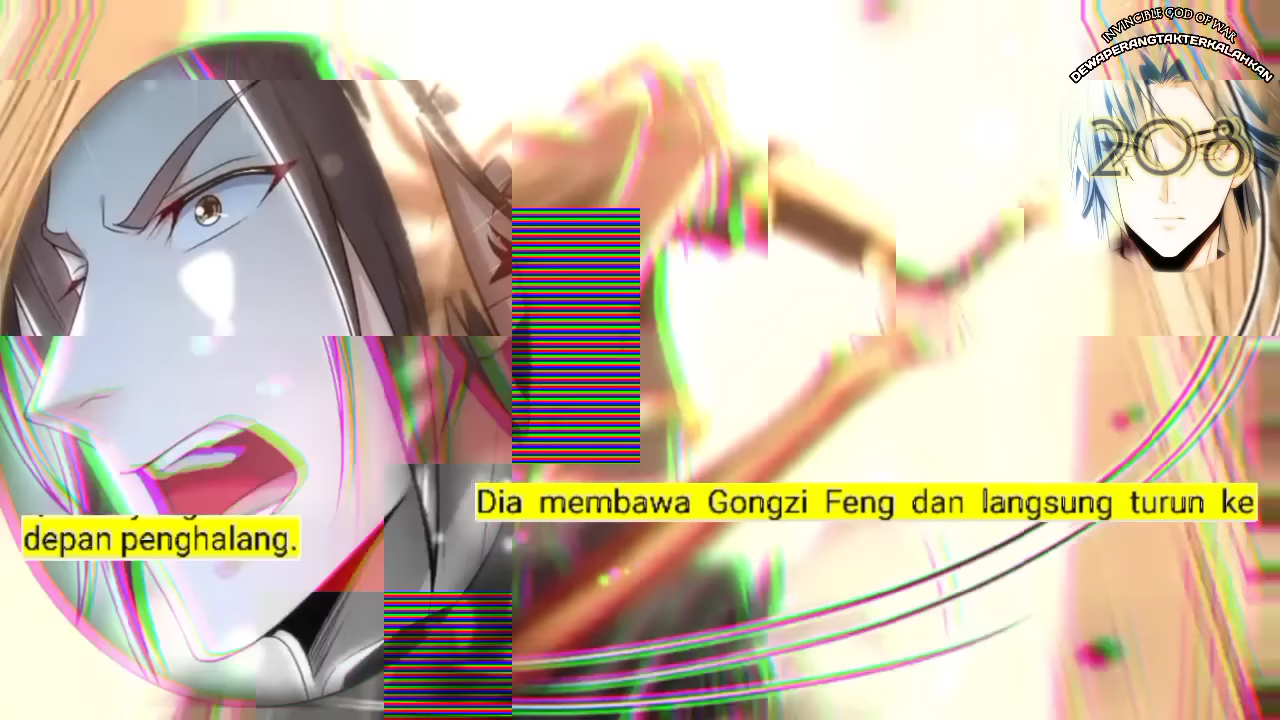 INVINCIBLE GOD OF WAR
DEWAPERANGTAKTERKALAHKAN
208
Dia membawa Gongzi Feng dan langsung turun ke
depan penghalang.